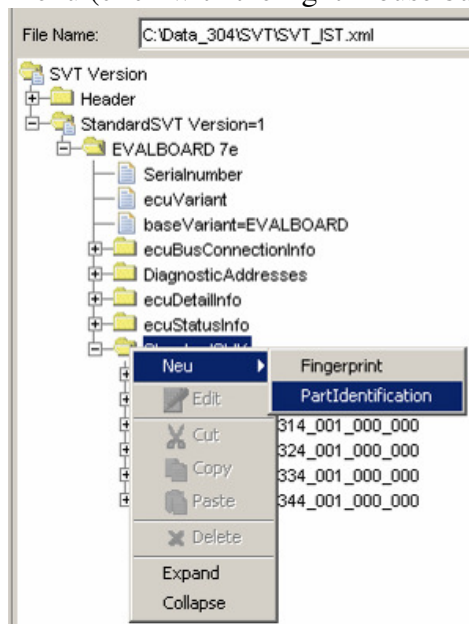 File Name: C:\Data_304\SVT\SVT_IST.xml
SVT Version
Header
StandardSVT Version=1
EVALBOARD 7e
Serialnumber
ecuVariant
baseVariant=EVALBOARD
ecuBusConnectionInfo
DiagnosticAddresses
ecuDetailInfo
ecuStatusInfo
Neu
Fingerprint
Edit
PartIdentification
Cut
314_001_000_000
324_001_000_000
Copy
334_001_000_000
Paste
344_001_000_000
Delete
Expand
Collapse